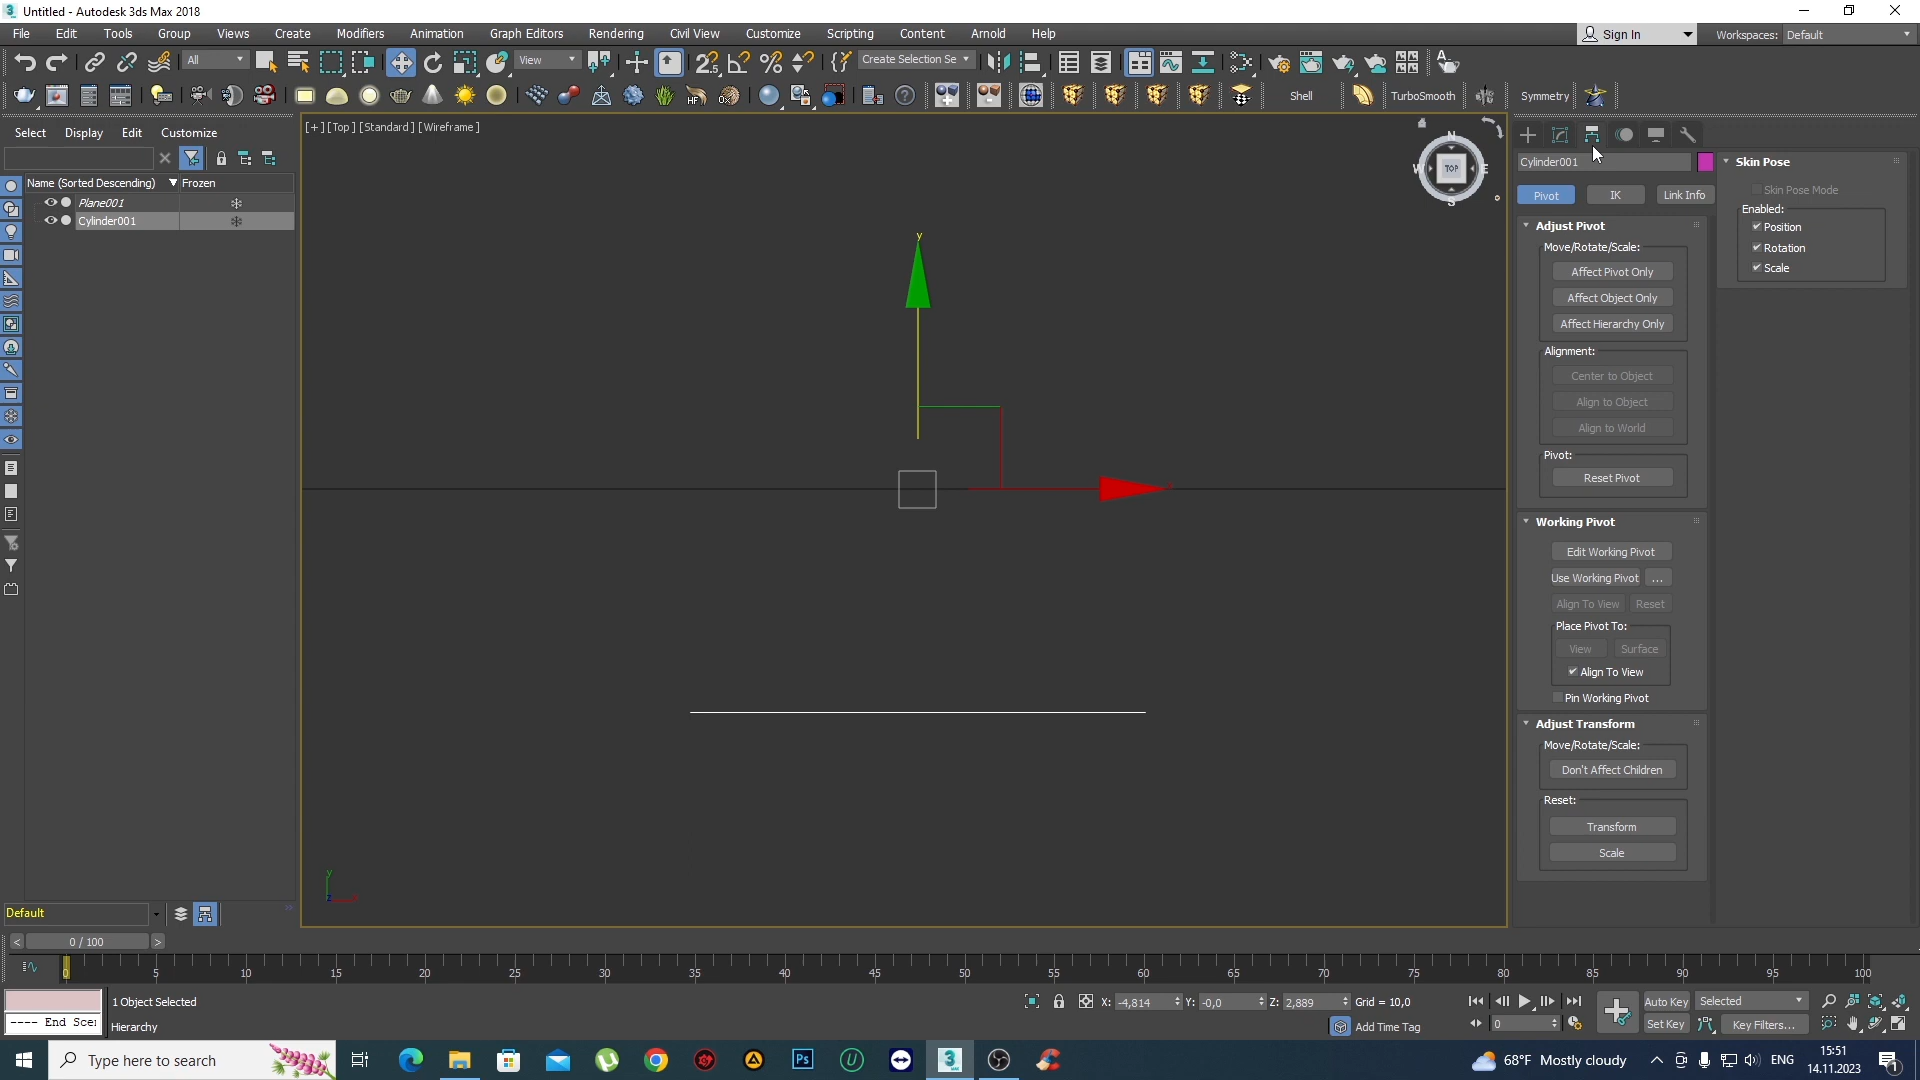 Untitled - Autodesk 3ds Max 2018
File Edit Tools Group Views Create Modifiers Animation Graph Editors Rendering Civil View Customize Scripting Content Arnold Help
Sign In Workspaces: Default
All View Create Selection Se
Shell TurboSmooth Symmetry
Select Display Edit Customize
[+] [Top] [Standard] [Wireframe]
N
W TOP E
S
Name (Sorted Descending) Frozen
Plane001
Cylinder001
y
Cylinder001
Pivot IK Link Info
Adjust Pivot
Move/Rotate/Scale:
Affect Pivot Only
Affect Object Only
Affect Hierarchy Only
Alignment:
Center to Object
Align to Object
Align to World
Pivot:
Reset Pivot
Working Pivot
Edit Working Pivot
Use Working Pivot ...
Align To View Reset
Place Pivot To:
View Surface
Align To View
Pin Working Pivot
Adjust Transform
Move/Rotate/Scale:
Don't Affect Children
Reset:
Transform
Scale
Skin Pose
Skin Pose Mode
Enabled:
Position
Rotation
Scale
y
z
Default
< 0 / 100 >
0 5 10 15 20 25 30 35 40 45 50 55 60 65 70 75 80 85 90 95 100
1 Object Selected
X: -4,814 Y: -0,0 Z: 2,889 Grid = 10,0
Auto Key Selected
---- End Sce
Hierarchy
Add Time Tag
0
Set Key Key Filters...
Type here to search
Ps
3
MAX
68°F Mostly cloudy
ENG
15:51
14.11.2023
1